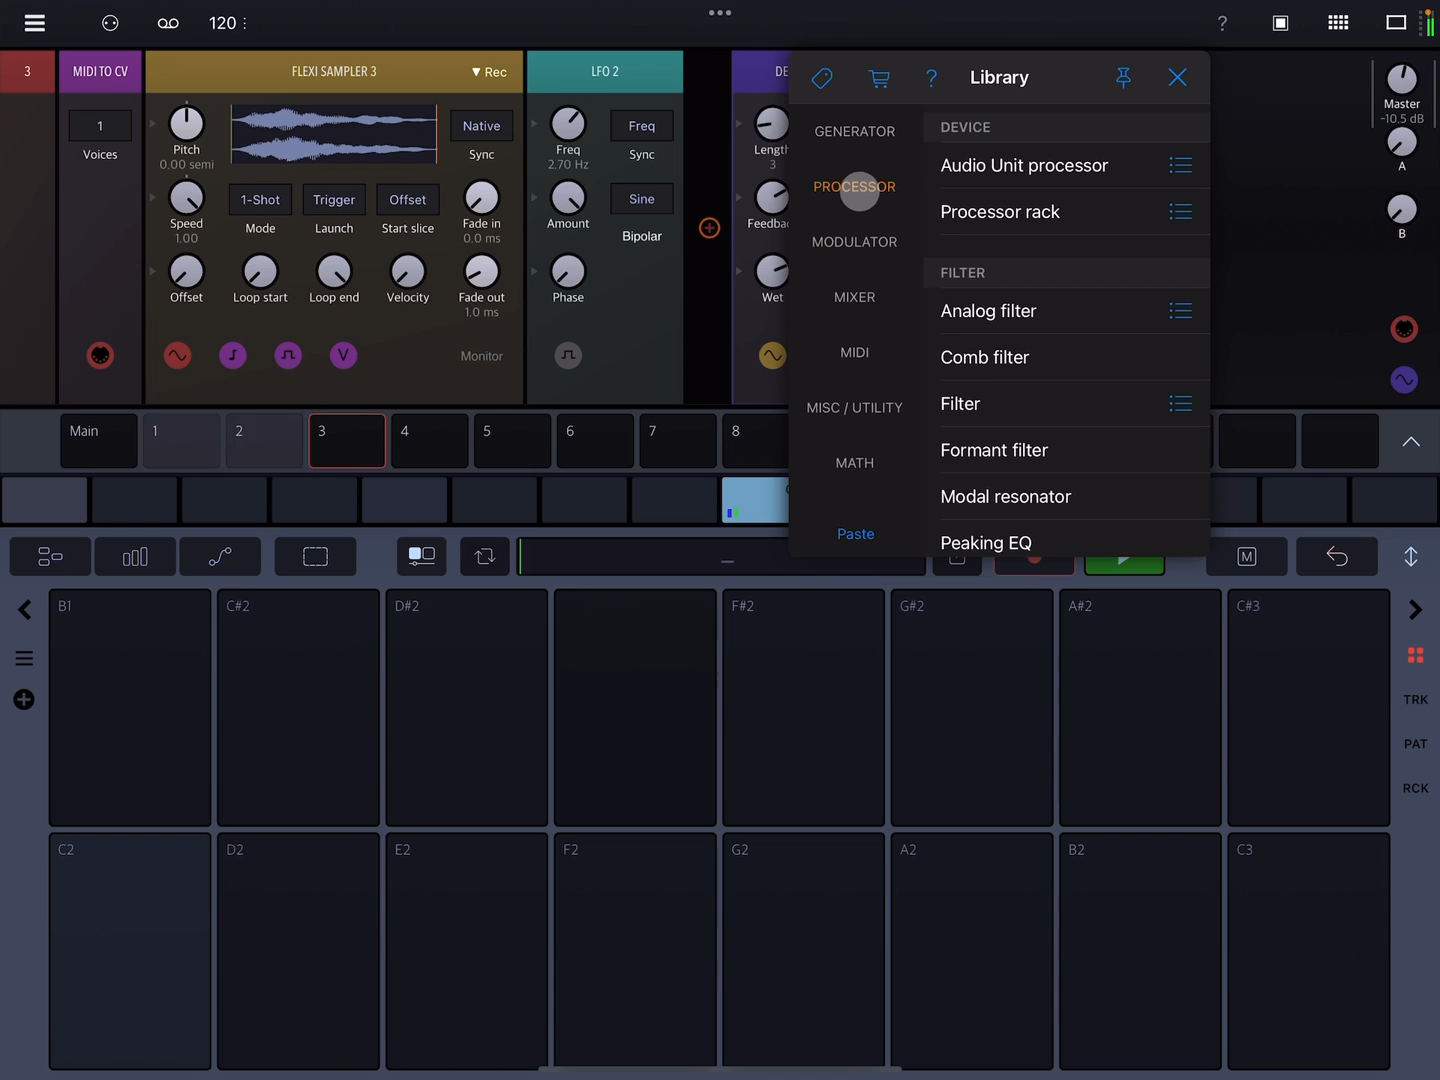 120
?
3
MIDI TO CV
FLEXI SAMPLER 3
▼ Rec
LFO 2
DE
?
Library
Master
-10.5 dB
A
B
1
Voices
Pitch
0.00 semi
Native
Sync
Speed
1.00
1-Shot
Mode
Trigger
Launch
Offset
Start slice
Fade in
0.0 ms
Offset
Loop start
Loop end
Velocity
Fade out
1.0 ms
V
Monitor
Freq
2.70 Hz
Freq
Sync
Amount
Sine
Bipolar
Phase
Length
3
Feedbac
Wet
GENERATOR
PROCESSOR
MODULATOR
MIXER
MIDI
MISC / UTILITY
MATH
Paste
DEVICE
Audio Unit processor
Processor rack
FILTER
Analog filter
Comb filter
Filter
Formant filter
Modal resonator
Peaking EQ
Main
1
2
3
4
5
6
7
8
M
B1
C#2
D#2
F#2
G#2
A#2
C#3
TRK
PAT
RCK
C2
D2
E2
F2
G2
A2
B2
C3